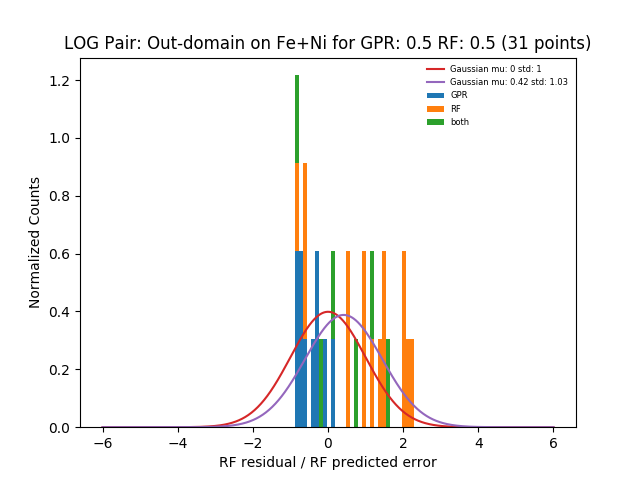 LOG Pair: Out-domain on Fe+Ni for GPR: 0.5 RF: 0.5 (31 points)
Gaussian mu: 0 std: 1
Gaussian mu: 0.42 std: 1.03
GPR
RF
both
Normalized Counts
1.2
1.0
0.8
0.6
0.4
0.2
0.0
−6 −4 −2 0 2 4 6
RF residual / RF predicted error